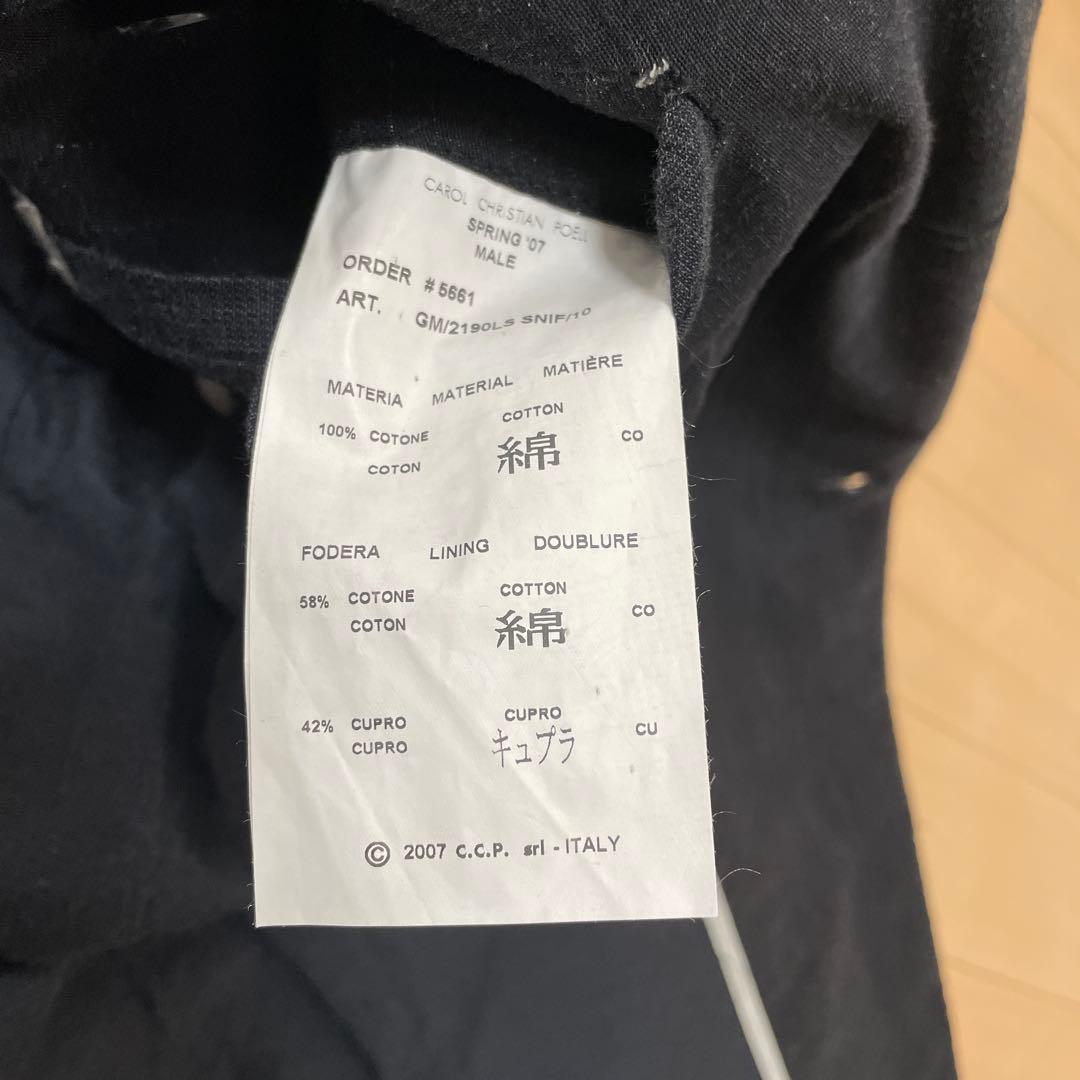 CAROL CHRISTIAN POELL
SPRING '07
MALE
ORDER #5661
ART. GM/2190LS SNIF/10
MATERIA MATERIAL MATIÈRE
COTTON
100% COTONE 綿 CO
COTON
FODERA LINING DOUBLURE
COTTON
58% COTONE 綿 CO
COTON
CUPRO
42% CUPRO キュプラ CU
CUPRO
© 2007 C.C.P. srl - ITALY